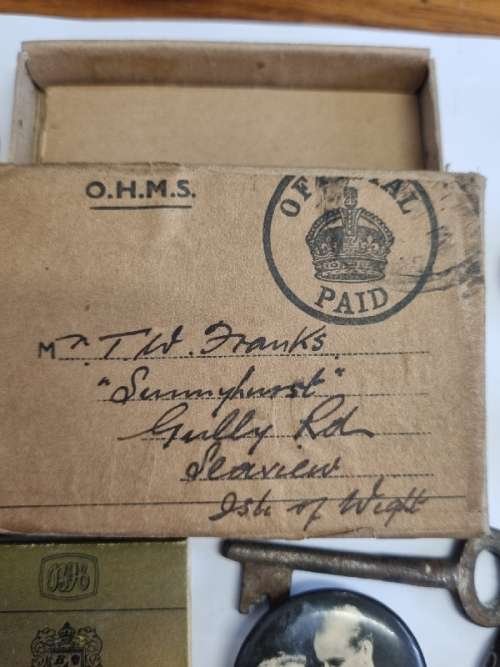 O.H.M.S.
OFFICIAL
PAID
Mr. T. W. Franks
"Sunnyhurst"
Gully Rd
Seaview
Isle of Wight